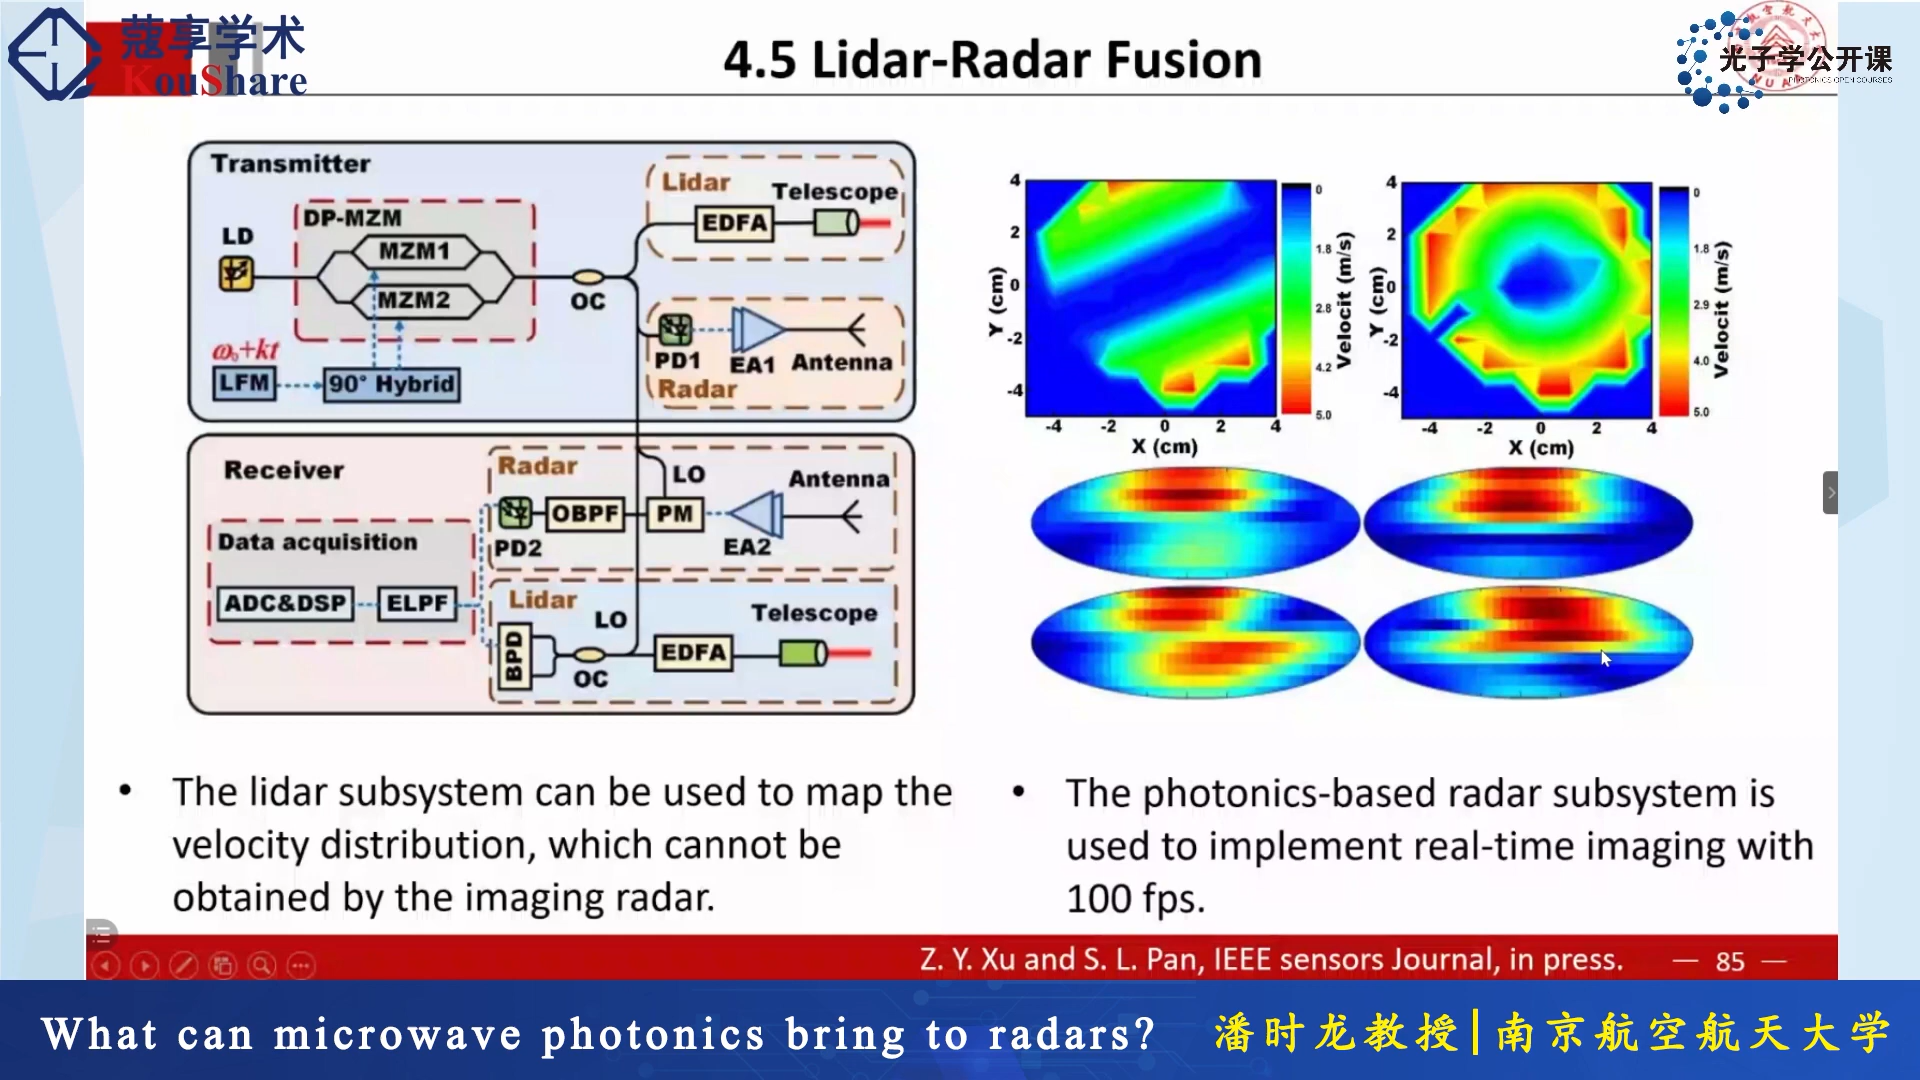 蔻享学术
KouShare
4.5 Lidar-Radar Fusion
光子学公开课
PHOTONICS OPEN COURSES
Transmitter
Lidar
Telescope
DP-MZM
LD
MZM1
EDFA
MZM2
OC
ω₀+kt
PD1
EA1
Antenna
LFM
90° Hybrid
Radar
Receiver
Radar
LO
Antenna
OBPF
PM
PD2
EA2
Data acquisition
ADC&DSP
ELPF
Lidar
LO
Telescope
BPD
EDFA
OC
4
2
0
-2
-4
Y (cm)
-4 -2 0 2 4
X (cm)
0
1.8
2.8
4.2
5.0
Velocit (m/s)
4
2
0
-2
-4
Y (cm)
-4 -2 0 2 4
X (cm)
0
1.8
2.9
4.0
5.0
Velocit (m/s)
• The lidar subsystem can be used to map the
velocity distribution, which cannot be
obtained by the imaging radar.
• The photonics-based radar subsystem is
used to implement real-time imaging with
100 fps.
Z. Y. Xu and S. L. Pan, IEEE sensors Journal, in press.
— 85 —
What can microwave photonics bring to radars?
潘时龙教授|南京航空航天大学